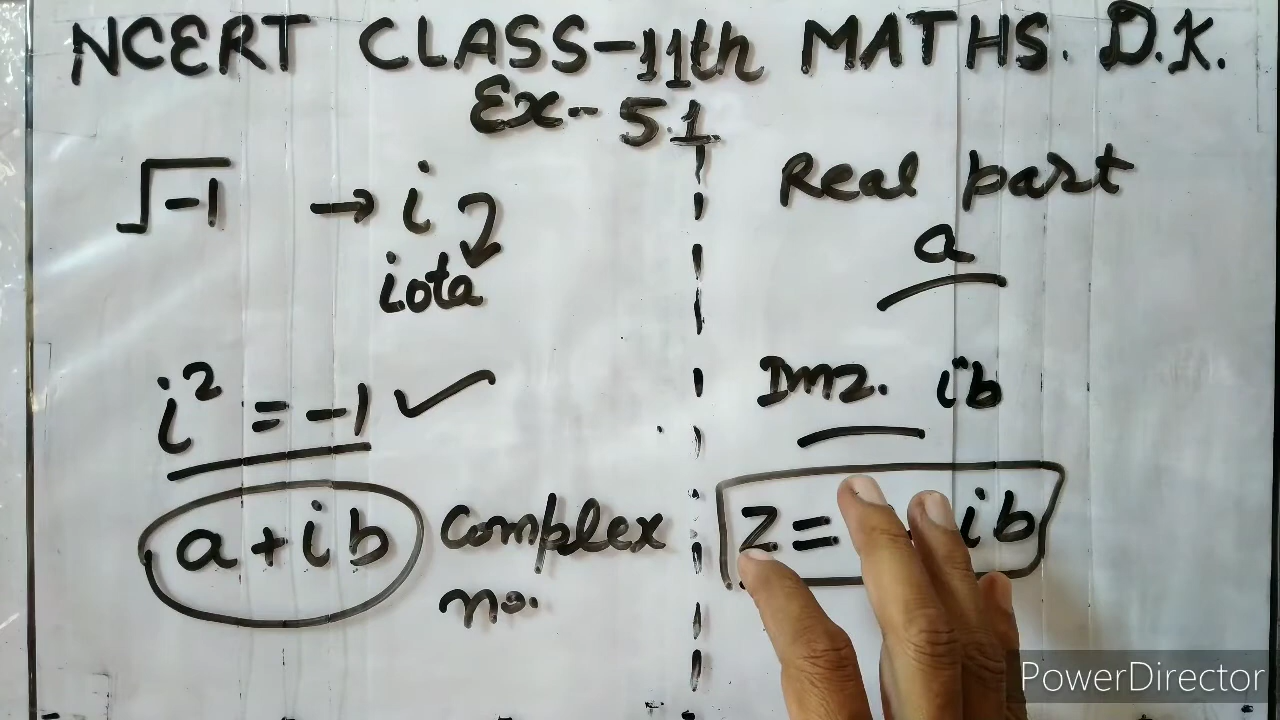 NCERT CLASS-11th MATHS. D.K.
Ex- 5.1
√-1 → i
iota
i² = -1 ✓
a+ib Complex
no.
Real part
a
Imz. ib
z= ib
PowerDirector